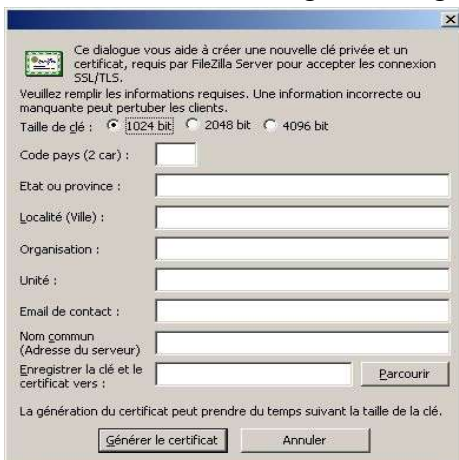 Ce dialogue vous aide à créer une nouvelle clé privée et un
certificat, requis par FileZilla Server pour accepter les connexion
SSL/TLS.
Veuillez remplir les informations requises. Une information incorrecte ou
manquante peut pertuber les clients.
Taille de clé : 1024 bit 2048 bit 4096 bit
Code pays (2 car) :
Etat ou province :
Localité (Ville) :
Organisation :
Unité :
Email de contact :
Nom commun
(Adresse du serveur)
Enregistrer la clé et le
certificat vers :
Parcourir
La génération du certificat peut prendre du temps suivant la taille de la clé.
Générer le certificat Annuler